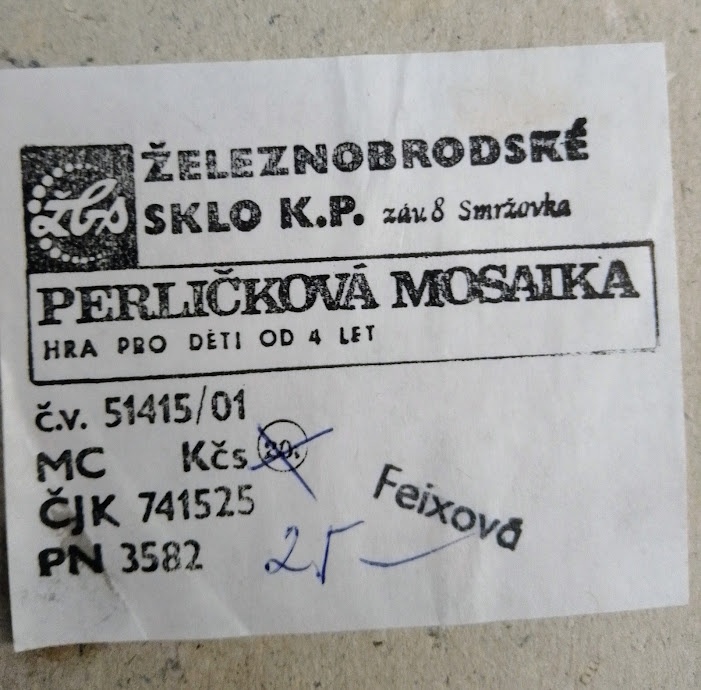 žbs
ŽELEZNOBRODSKÉ
SKLO K.P. záv 8 Smržovka
PERLIČKOVÁ MOSAIKA
HRA PRO DĚTI OD 4 LET
č.v. 51415/01
MC Kčs 30.
ČJK 741525
PN 3582
25
Feixová